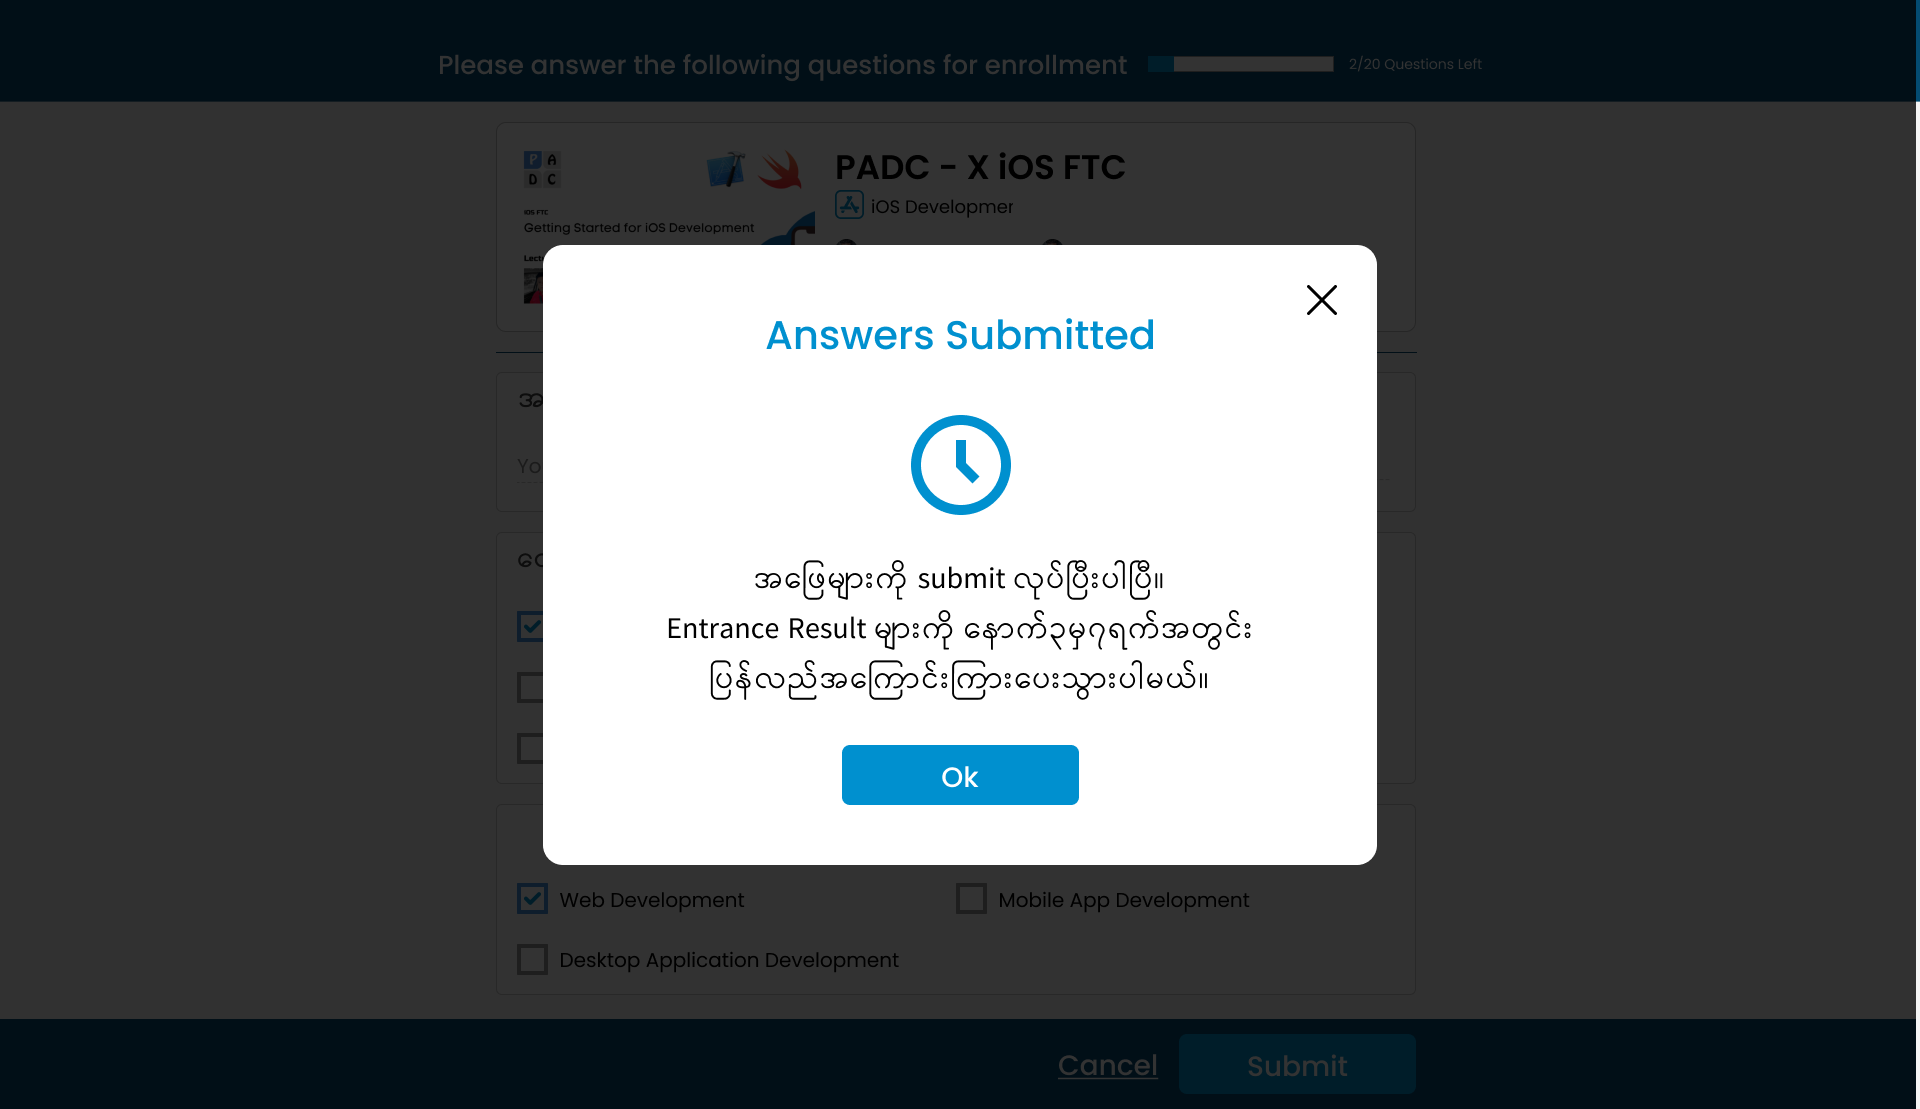 Please answer the following questions for enrollment
2/20 Questions Left
P A
D C
iOS FTC
Getting Started for iOS Development
PADC - X iOS FTC
iOS Developmer
Answers Submitted
အဖြေများကို submit လုပ်ပြီးပါပြီ။
Entrance Result များကို နောက်၃မှ၇ရက်အတွင်း
ပြန်လည်အကြောင်းကြားပေးသွားပါမယ်။
Ok
Web Development
Mobile App Development
Desktop Application Development
Cancel
Submit